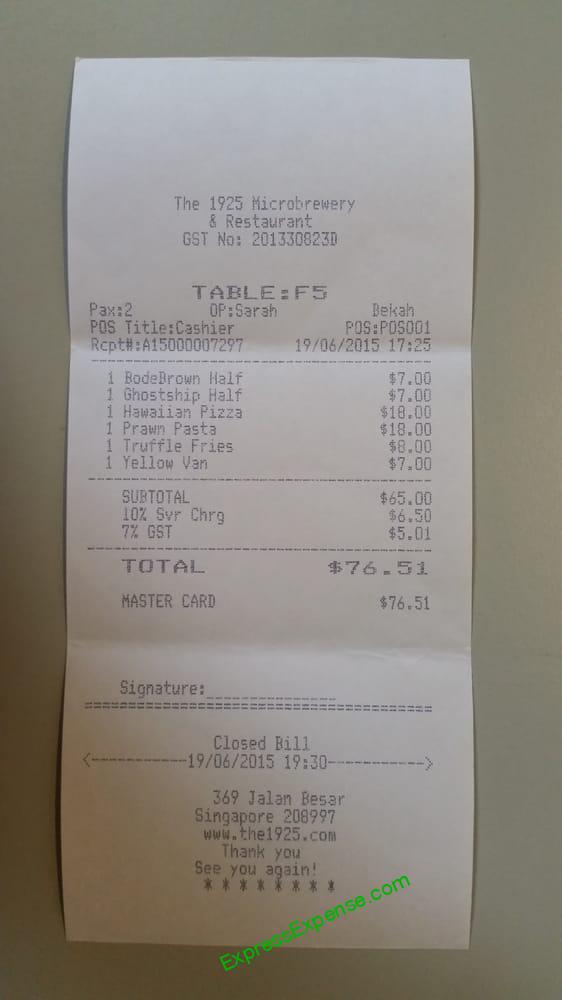 The 1925 Microbrewery
& Restaurant
GST No: 201330823D
TABLE:F5
Pax:2 OP:Sarah Bekah
POS Title:Cashier POS:POS001
Rcpt#:A15000007297 19/06/2015 17:25
1 BodeBrown Half $7.00
1 Ghostship Half $7.00
1 Hawaiian Pizza $18.00
1 Prawn Pasta $18.00
1 Truffle Fries $8.00
1 Yellow Van $7.00
SUBTOTAL $65.00
10% Svr Chrg $6.50
7% GST $5.01
TOTAL $76.51
MASTER CARD $76.51
Signature:_______________
Closed Bill
<-----------19/06/2015 19:30----------->
369 Jalan Besar
Singapore 208997
www.the1925.com
Thank you
See you again!
* * * * * * * *
ExpressExpense.com